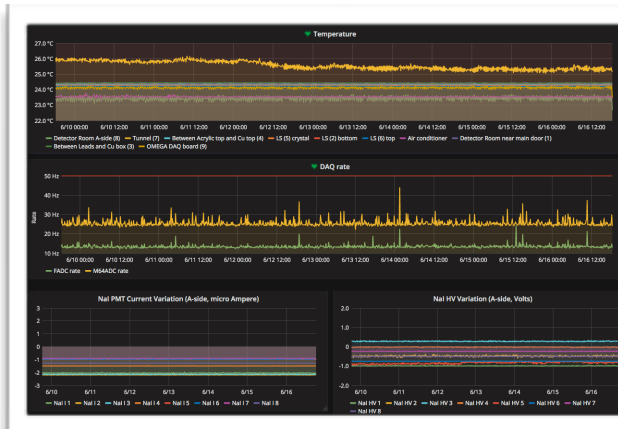 Temperature
27.0 °C
26.0 °C
25.0 °C
24.0 °C
23.0 °C
22.0 °C
6/10 00:00 6/10 12:00 6/11 00:00 6/11 12:00 6/12 00:00 6/12 12:00 6/13 00:00 6/13 12:00 6/14 00:00 6/14 12:00 6/15 00:00 6/15 12:00 6/16 00:00 6/16 12:00
Detector Room A-side (8) Tunnel (7) Between Acrylic top and Cu top (4) LS (5) crystal LS (2) bottom LS (6) top Air conditioner Detector Room near main door (1)
Between Leads and Cu box (3) OMEGA DAQ board (9)
DAQ rate
50 Hz
40 Hz
30 Hz
20 Hz
10 Hz
Rate
6/10 00:00 6/10 12:00 6/11 00:00 6/11 12:00 6/12 00:00 6/12 12:00 6/13 00:00 6/13 12:00 6/14 00:00 6/14 12:00 6/15 00:00 6/15 12:00 6/16 00:00 6/16 12:00
FADC rate M64ADC rate
NaI PMT Current Variation (A-side, micro Ampere)
3
2
1
0
-1
-2
-3
6/10 6/11 6/12 6/13 6/14 6/15 6/16
NaI 1 NaI 2 NaI 3 NaI 4 NaI 5 NaI 6 NaI 7 NaI 8
NaI HV Variation (A-side, Volts)
2.0
1.0
0
-1.0
-2.0
6/10 6/11 6/12 6/13 6/14 6/15 6/16
NaI HV 1 NaI HV 2 NaI HV 3 NaI HV 4 NaI HV 5 NaI HV 6 NaI HV 7
NaI HV 8